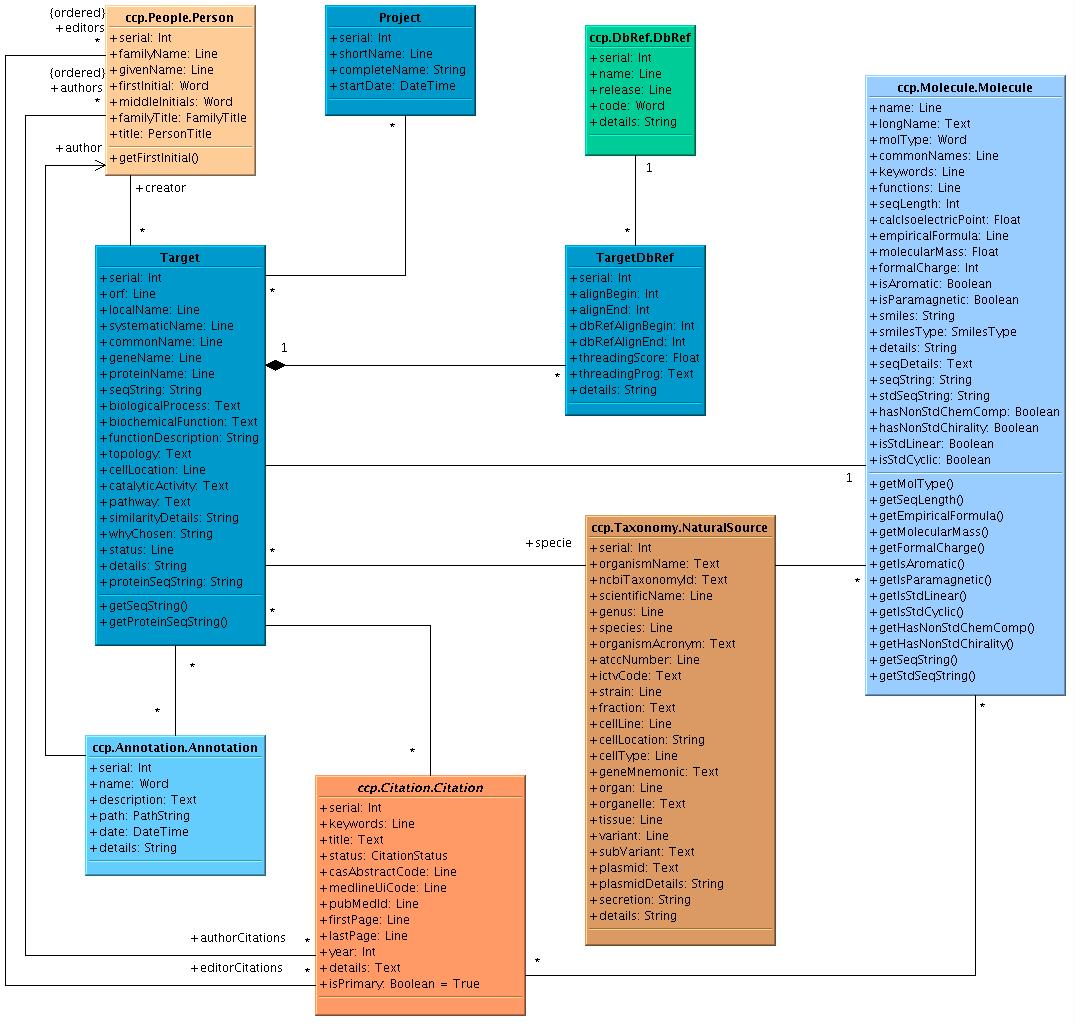 {ordered}
+editors
*
{ordered}
+authors
*
+author
ccp.People.Person
+serial: Int
+familyName: Line
+givenName: Line
+firstInitial: Word
+middleInitials: Word
+familyTitle: FamilyTitle
+title: PersonTitle
+getFirstInitial()
+creator
*
Project
+serial: Int
+shortName: Line
+completeName: String
+startDate: DateTime
*
*
ccp.DbRef.DbRef
+serial: Int
+name: Line
+release: Line
+code: Word
+details: String
1
*
ccp.Molecule.Molecule
+name: Line
+longName: Text
+molType: Word
+commonNames: Line
+keywords: Line
+functions: Line
+seqLength: Int
+calcIsoelectricPoint: Float
+empiricalFormula: Line
+molecularMass: Float
+formalCharge: Int
+isAromatic: Boolean
+isParamagnetic: Boolean
+smiles: String
+smilesType: SmilesType
+details: String
+seqDetails: Text
+seqString: String
+stdSeqString: String
+hasNonStdChemComp: Boolean
+hasNonStdChirality: Boolean
+isStdLinear: Boolean
+isStdCyclic: Boolean
+getMolType()
+getSeqLength()
+getEmpiricalFormula()
+getMolecularMass()
+getFormalCharge()
+getIsAromatic()
+getIsParamagnetic()
+getIsStdLinear()
+getIsStdCyclic()
+getHasNonStdChemComp()
+getHasNonStdChirality()
+getSeqString()
+getStdSeqString()
*
Target
+serial: Int
+orf: Line
+localName: Line
+systematicName: Line
+commonName: Line
+geneName: Line
+proteinName: Line
+seqString: String
+biologicalProcess: Text
+biochemicalFunction: Text
+functionDescription: String
+topology: Text
+cellLocation: Line
+catalyticActivity: Text
+pathway: Text
+similarityDetails: String
+whyChosen: String
+status: Line
+details: String
+proteinSeqString: String
+getSeqString()
+getProteinSeqString()
1
*
TargetDbRef
+serial: Int
+alignBegin: Int
+alignEnd: Int
+dbRefAlignBegin: Int
+dbRefAlignEnd: Int
+threadingScore: Float
+threadingProg: Text
+details: String
1
*
+specie
*
*
ccp.Taxonomy.NaturalSource
+serial: Int
+organismName: Text
+ncbiTaxonomyId: Text
+scientificName: Line
+genus: Line
+species: Line
+organismAcronym: Text
+atccNumber: Line
+ictvCode: Text
+strain: Line
+fraction: Text
+cellLine: Line
+cellLocation: String
+cellType: Line
+geneMnemonic: Text
+organ: Line
+organelle: Text
+tissue: Line
+variant: Line
+subVariant: Text
+plasmid: Text
+plasmidDetails: String
+secretion: String
+details: String
*
*
*
ccp.Annotation.Annotation
+serial: Int
+name: Word
+description: Text
+path: PathString
+date: DateTime
+details: String
*
ccp.Citation.Citation
+serial: Int
+keywords: Line
+title: Text
+status: CitationStatus
+casAbstractCode: Line
+medlineUiCode: Line
+pubMedId: Line
+firstPage: Line
+lastPage: Line
+year: Int
+details: Text
+isPrimary: Boolean = True
+authorCitations *
+editorCitations *